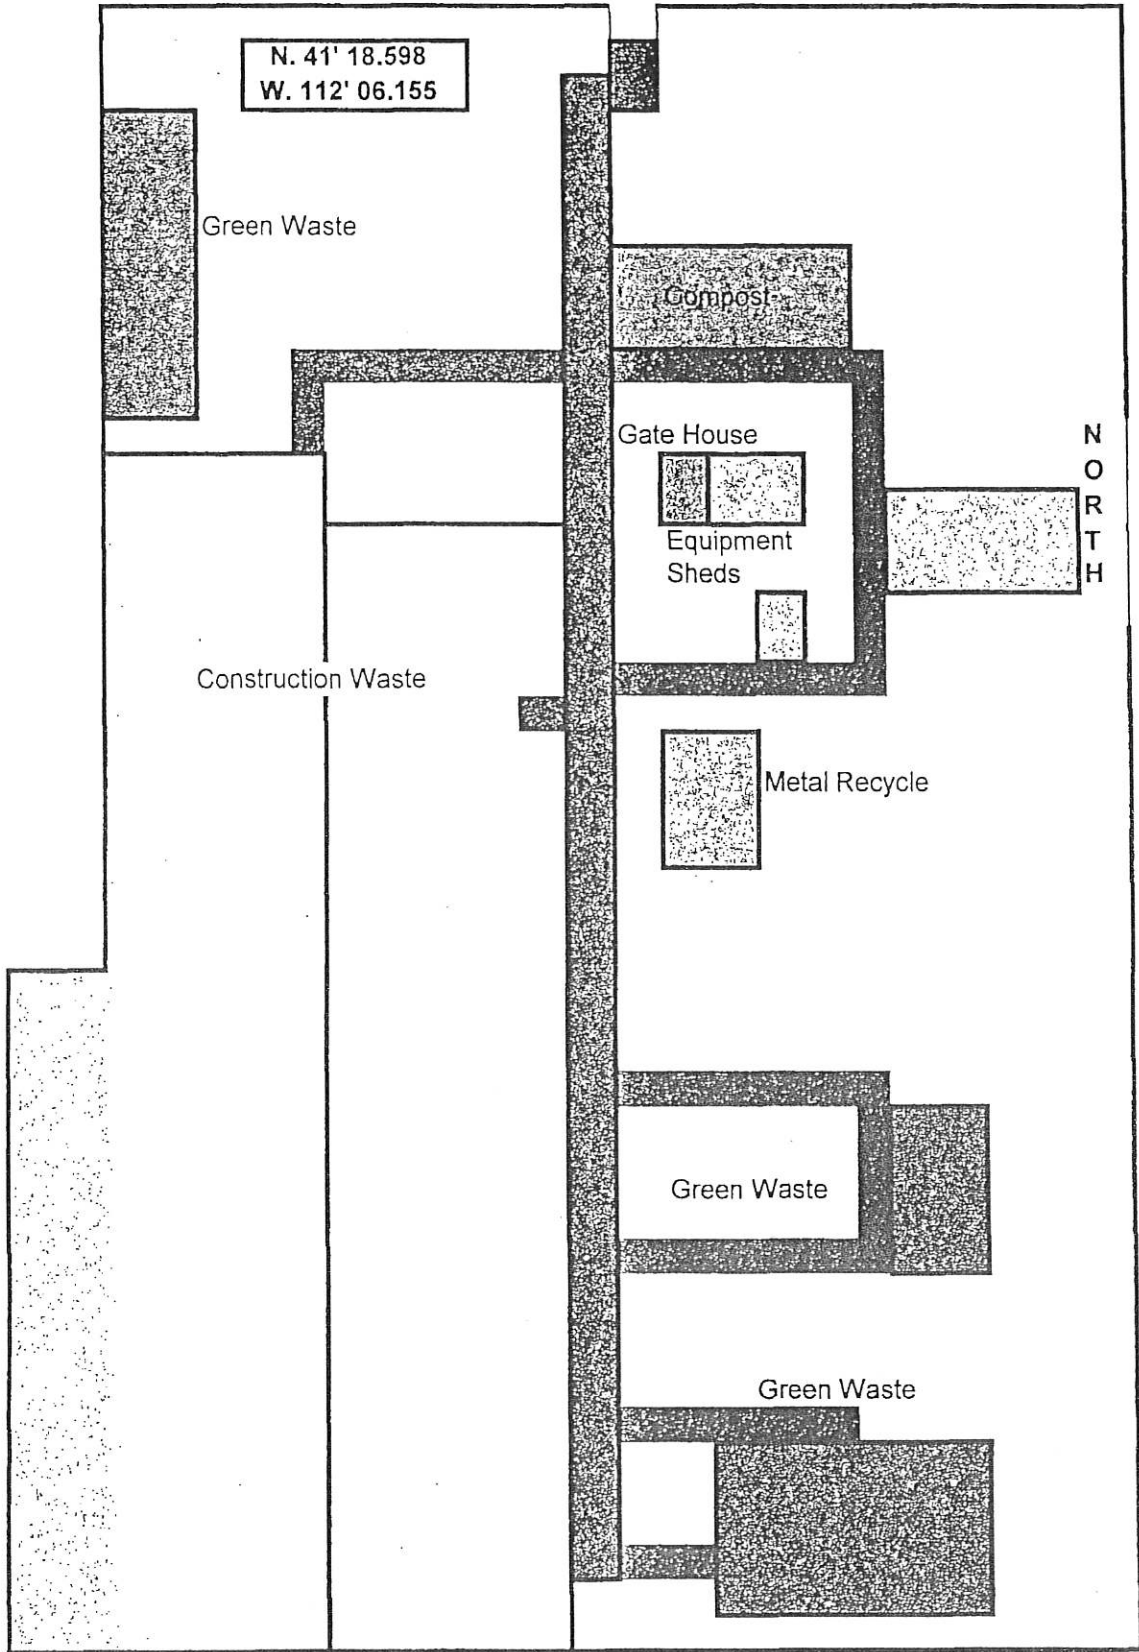 N. 41' 18.598
W. 112' 06.155
Green Waste
Compost
Gate House
NORTH
Equipment
Sheds
Construction Waste
Metal Recycle
Green Waste
Green Waste